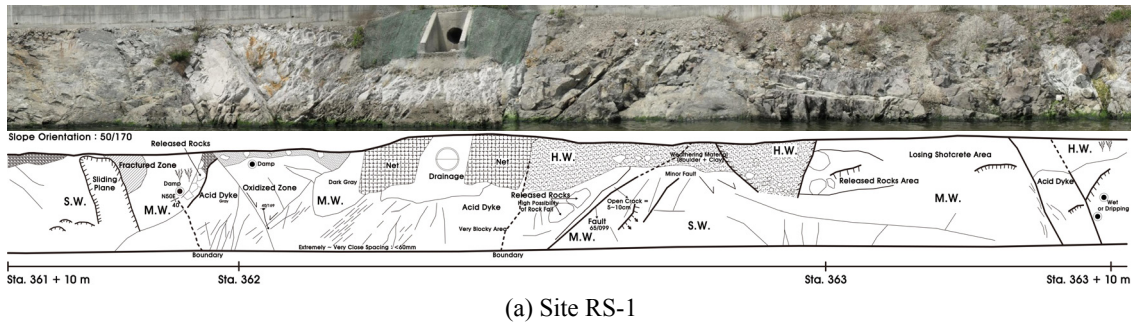 Slope Orientation : 50/170
Released Rocks
Fractured Zone
Sliding
Plane
S.W.
Damp
N50E
40
M.W.
Acid Dyke
Gray
Damp
Oxidized Zone
Dark Gray
Net
Drainage
Net
Acid Dyke
Very Blocky Area
Extremely – Very Close Spacing : <60mm
Boundary
Boundary
H.W.
Released Rocks
High Possibility
of Rock Fall
Fault
65/099
M.W.
M.W.
Weathering Material
(Boulder + Clay)
Minor Fault
Open Crack =
5~10cm
S.W.
H.W.
Losing Shotcrete Area
Released Rocks Area
M.W.
Acid Dyke
H.W.
Wet
or Dripping
Sta. 361 + 10 m
Sta. 362
Sta. 363
Sta. 363 + 10 m
(a) Site RS-1